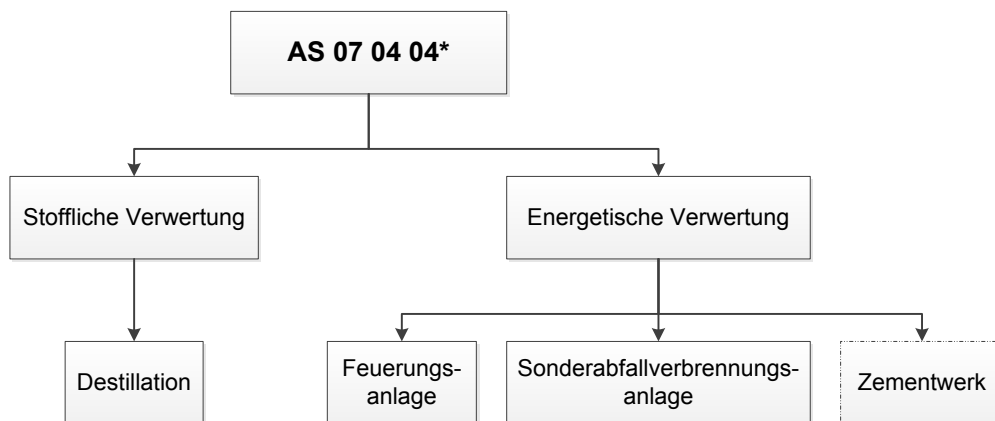 AS 07 04 04*
Stoffliche Verwertung
Energetische Verwertung
Destillation
Feuerungs-
anlage
Sonderabfallverbrennungs-
anlage
Zementwerk